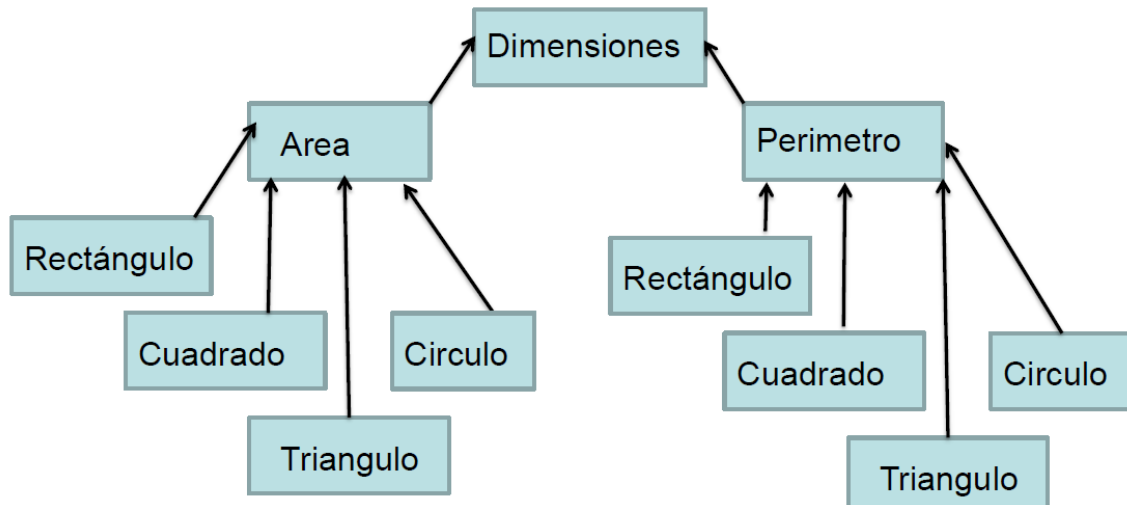 Dimensiones
Area
Perimetro
Rectángulo
Cuadrado
Circulo
Triangulo
Rectángulo
Cuadrado
Circulo
Triangulo